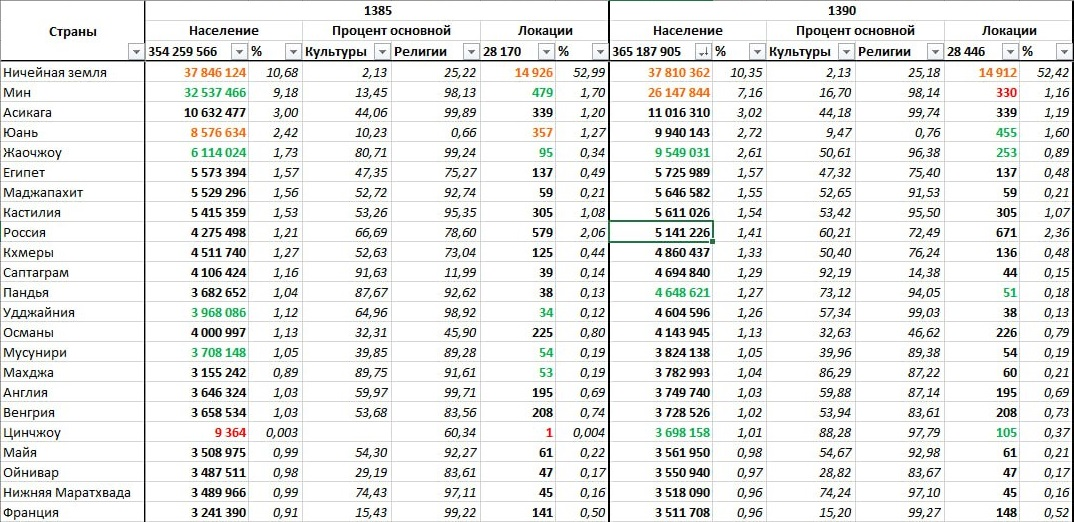 1385 1390
Страны Население Процент основной Локации Население Процент основной Локации
354 259 566 % Культуры Религии 28 170 % 365 187 905 % Культуры Религии 28 446 %
Ничейная земля 37 846 124 10,68 2,13 25,22 14 926 52,99 37 810 362 10,35 2,13 25,18 14 912 52,42
Мин 32 537 466 9,18 13,45 98,13 479 1,70 26 147 844 7,16 16,70 98,14 330 1,16
Асикага 10 632 477 3,00 44,06 99,89 339 1,20 11 016 310 3,02 44,18 99,74 339 1,19
Юань 8 576 634 2,42 10,23 0,66 357 1,27 9 940 143 2,72 9,47 0,76 455 1,60
Жаочжоу 6 114 024 1,73 80,71 99,24 95 0,34 9 549 031 2,61 50,61 96,38 253 0,89
Египет 5 573 394 1,57 47,35 75,27 137 0,49 5 725 989 1,57 47,32 75,40 137 0,48
Маджапахит 5 529 296 1,56 52,72 92,74 59 0,21 5 646 582 1,55 52,65 91,53 59 0,21
Кастилия 5 415 359 1,53 53,26 95,35 305 1,08 5 611 026 1,54 53,42 95,50 305 1,07
Россия 4 275 498 1,21 66,69 78,60 579 2,06 5 141 226 1,41 60,21 72,49 671 2,36
Кхмеры 4 511 740 1,27 52,63 73,04 125 0,44 4 860 437 1,33 50,40 76,24 136 0,48
Саптаграм 4 106 424 1,16 91,63 11,99 39 0,14 4 694 840 1,29 92,19 14,38 44 0,15
Пандья 3 682 652 1,04 87,67 92,62 38 0,13 4 648 621 1,27 73,12 94,05 51 0,18
Удджайния 3 968 086 1,12 64,96 98,92 34 0,12 4 604 596 1,26 57,34 99,03 38 0,13
Османы 4 000 997 1,13 32,31 45,90 225 0,80 4 143 945 1,13 32,63 46,62 226 0,79
Мусунири 3 708 148 1,05 39,85 89,28 54 0,19 3 824 138 1,05 39,96 89,38 54 0,19
Махджа 3 155 242 0,89 89,75 91,61 53 0,19 3 782 993 1,04 86,29 87,22 60 0,21
Англия 3 646 324 1,03 59,97 99,71 195 0,69 3 749 740 1,03 59,88 87,14 195 0,69
Венгрия 3 658 534 1,03 53,68 83,56 208 0,74 3 728 526 1,02 53,94 83,61 208 0,73
Цинчжоу 9 364 0,003 60,34 1 0,004 3 698 158 1,01 88,28 97,79 105 0,37
Майя 3 508 975 0,99 54,30 92,27 61 0,22 3 561 950 0,98 54,67 92,98 61 0,21
Ойнивар 3 487 511 0,98 29,19 83,61 47 0,17 3 550 940 0,97 28,82 83,67 47 0,17
Нижняя Маратхвада 3 489 966 0,99 74,43 97,11 45 0,16 3 518 090 0,96 74,24 97,10 45 0,16
Франция 3 241 390 0,91 15,43 99,22 141 0,50 3 511 708 0,96 15,20 99,27 148 0,52